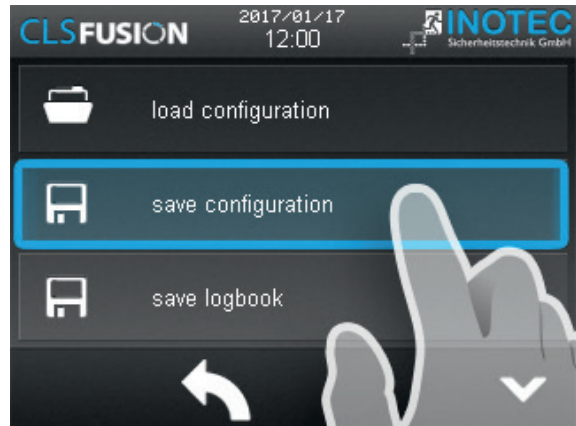 CLSFUSION
2017/01/17
12:00
INOTEC
Sicherheitstechnik GmbH
load configuration
save configuration
save logbook